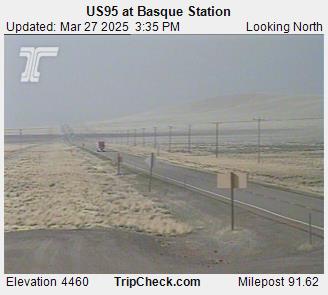 US95 at Basque Station
Updated: Mar 27 2025 3:35 PM Looking North
Elevation 4460 TripCheck.com Milepost 91.62